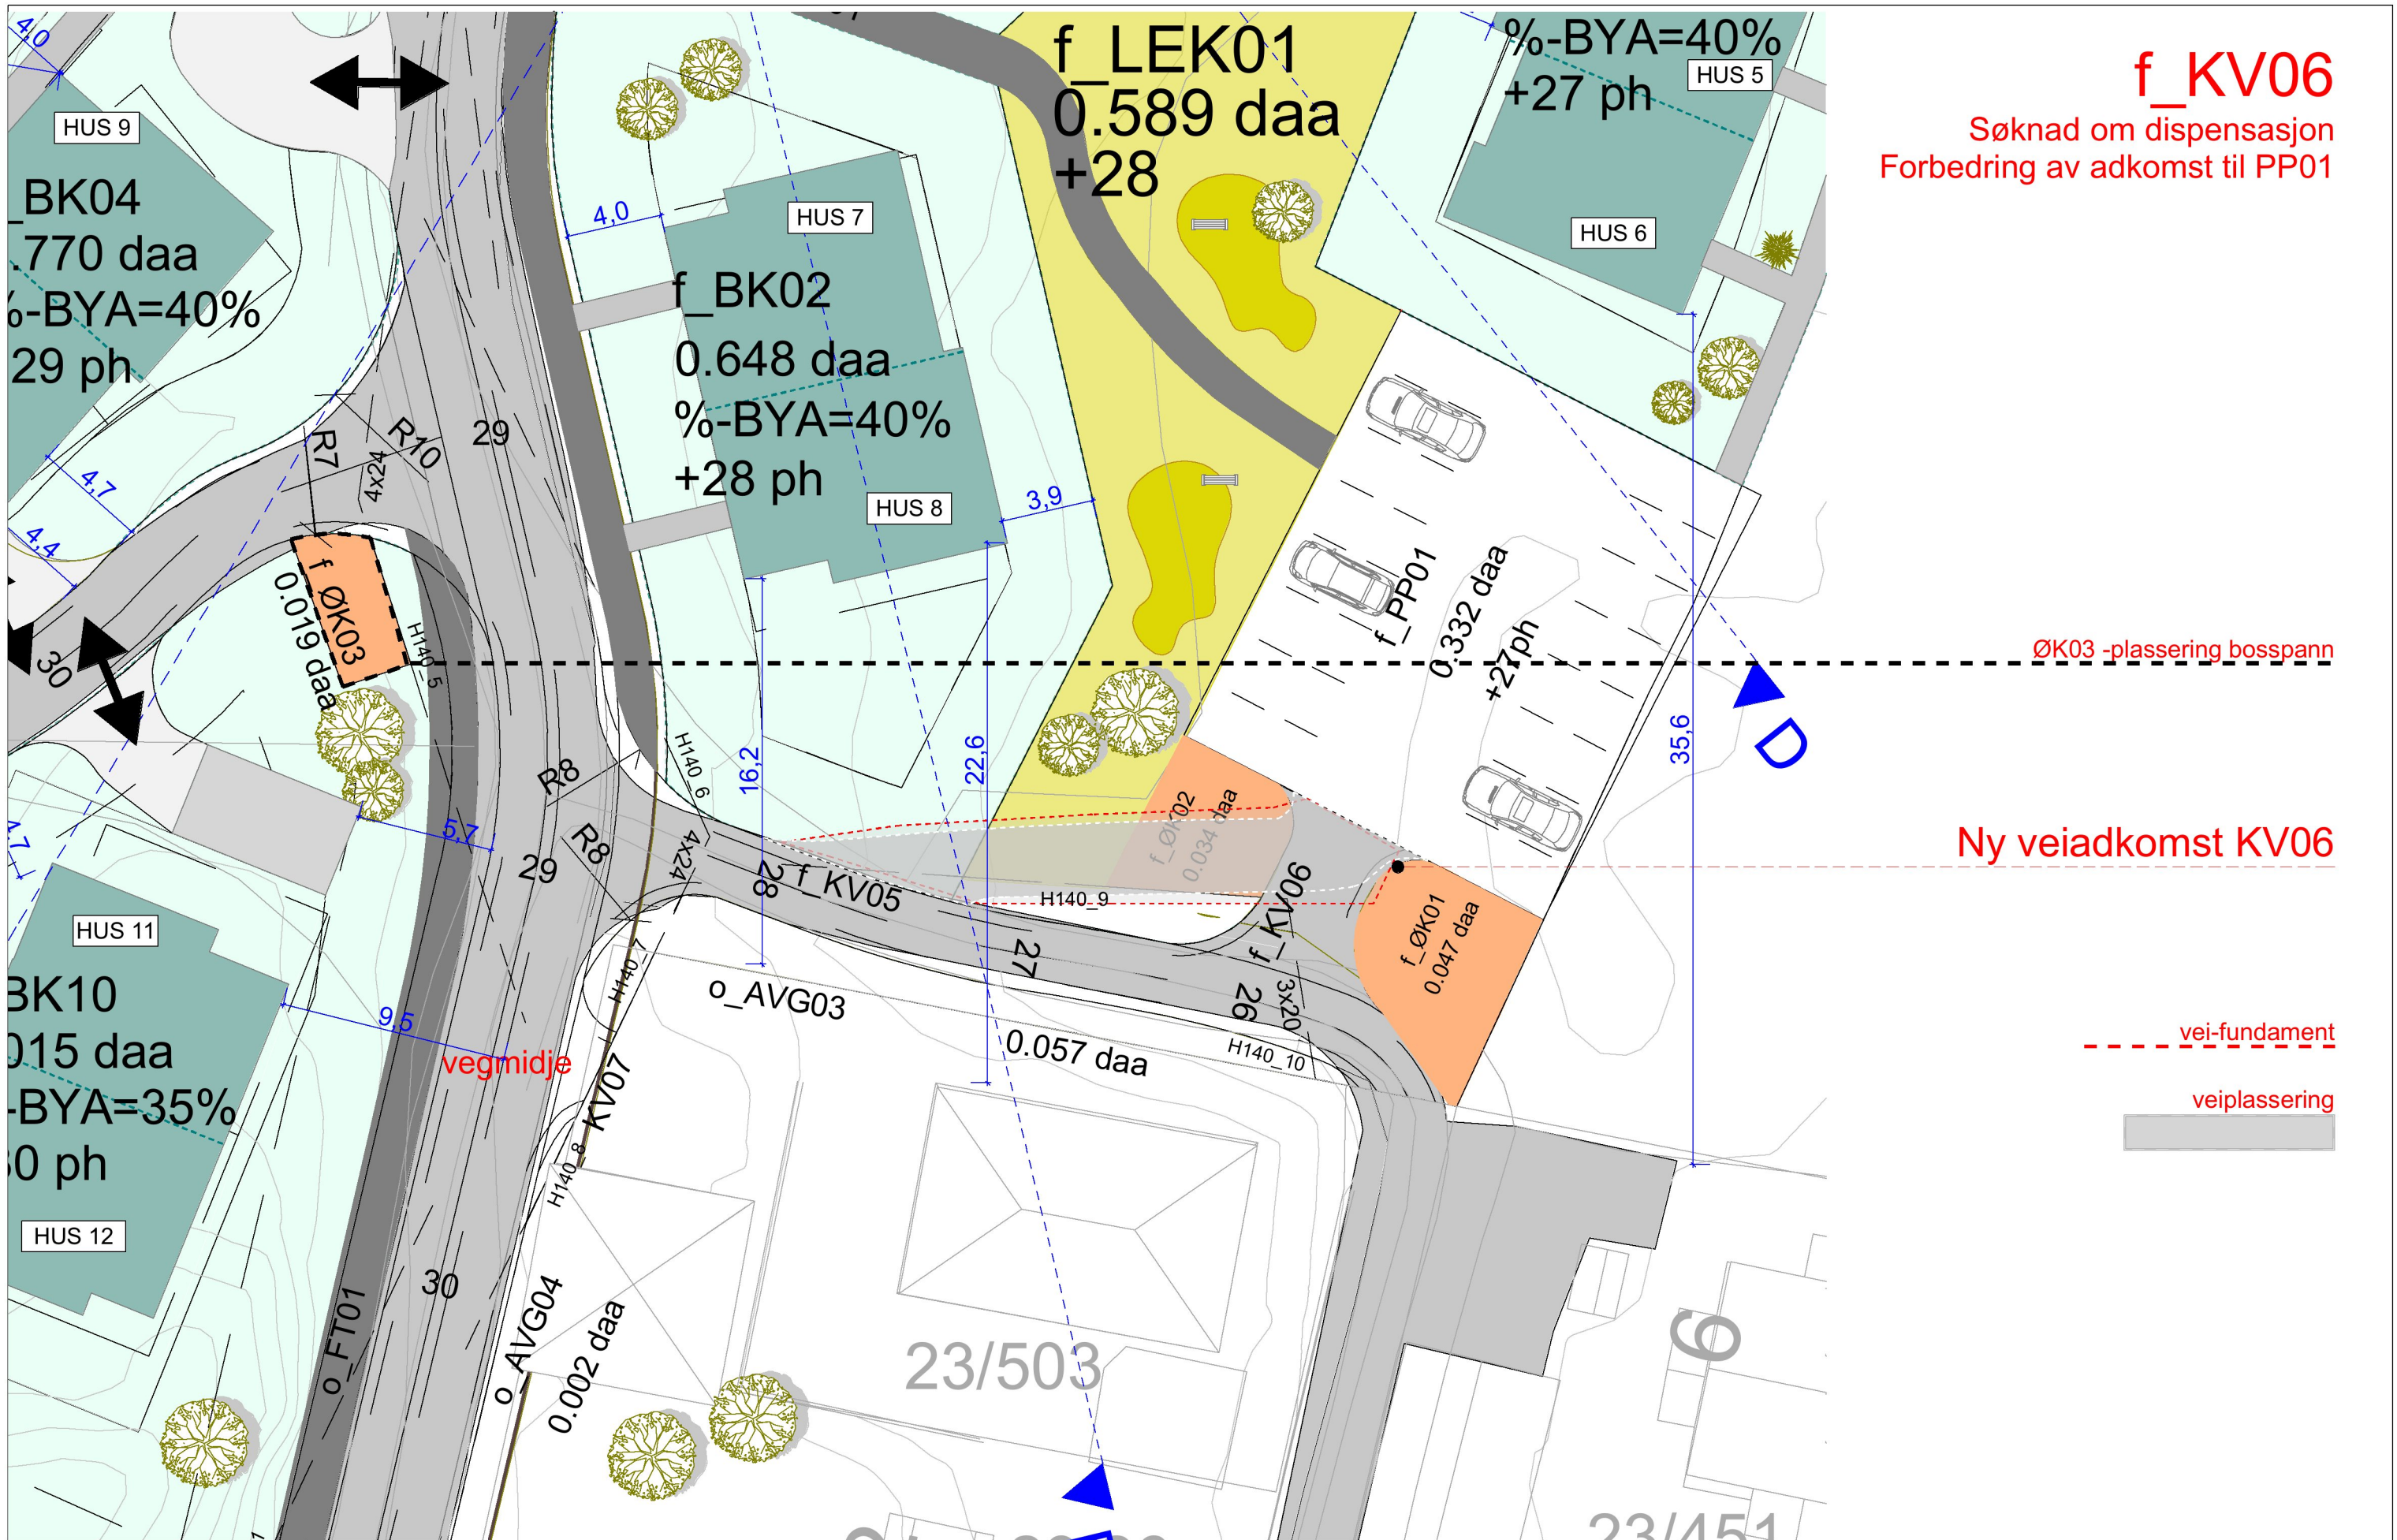 f_KV06
Søknad om dispensasjon
Forbedring av adkomst til PP01
4,0
HUS 9
_BK04
.770 daa
%-BYA=40%
29 ph
4,7
4,4
R7
R10
4x24
29
f_ØK03
0.019 daa
H140_5
30
4,0
HUS 7
f_BK02
0.648 daa
%-BYA=40%
+28 ph
HUS 8
3,9
f_LEK01
0.589 daa
+28
%-BYA=40%
+27 ph
HUS 5
HUS 6
f_PP01
0.332 daa
+27ph
ØK03 -plassering bosspann
D
35,6
16,2
22,6
H140_6
R8
R8
4x24
5,7
4,7
29
28
f_KV05
f_ØK02
0.034 daa
H140_9
f_KV06
Ny veiadkomst KV06
f_ØK01
0.047 daa
27
26
3x20
H140_10
H140_7
o_AVG03
0.057 daa
HUS 11
BK10
015 daa
-BYA=35%
0 ph
HUS 12
9,5
vegmidje
KV07
H140_8
30
o_FT01
o_AVG04
0.002 daa
23/503
9
23/451
vei-fundament
veiplassering